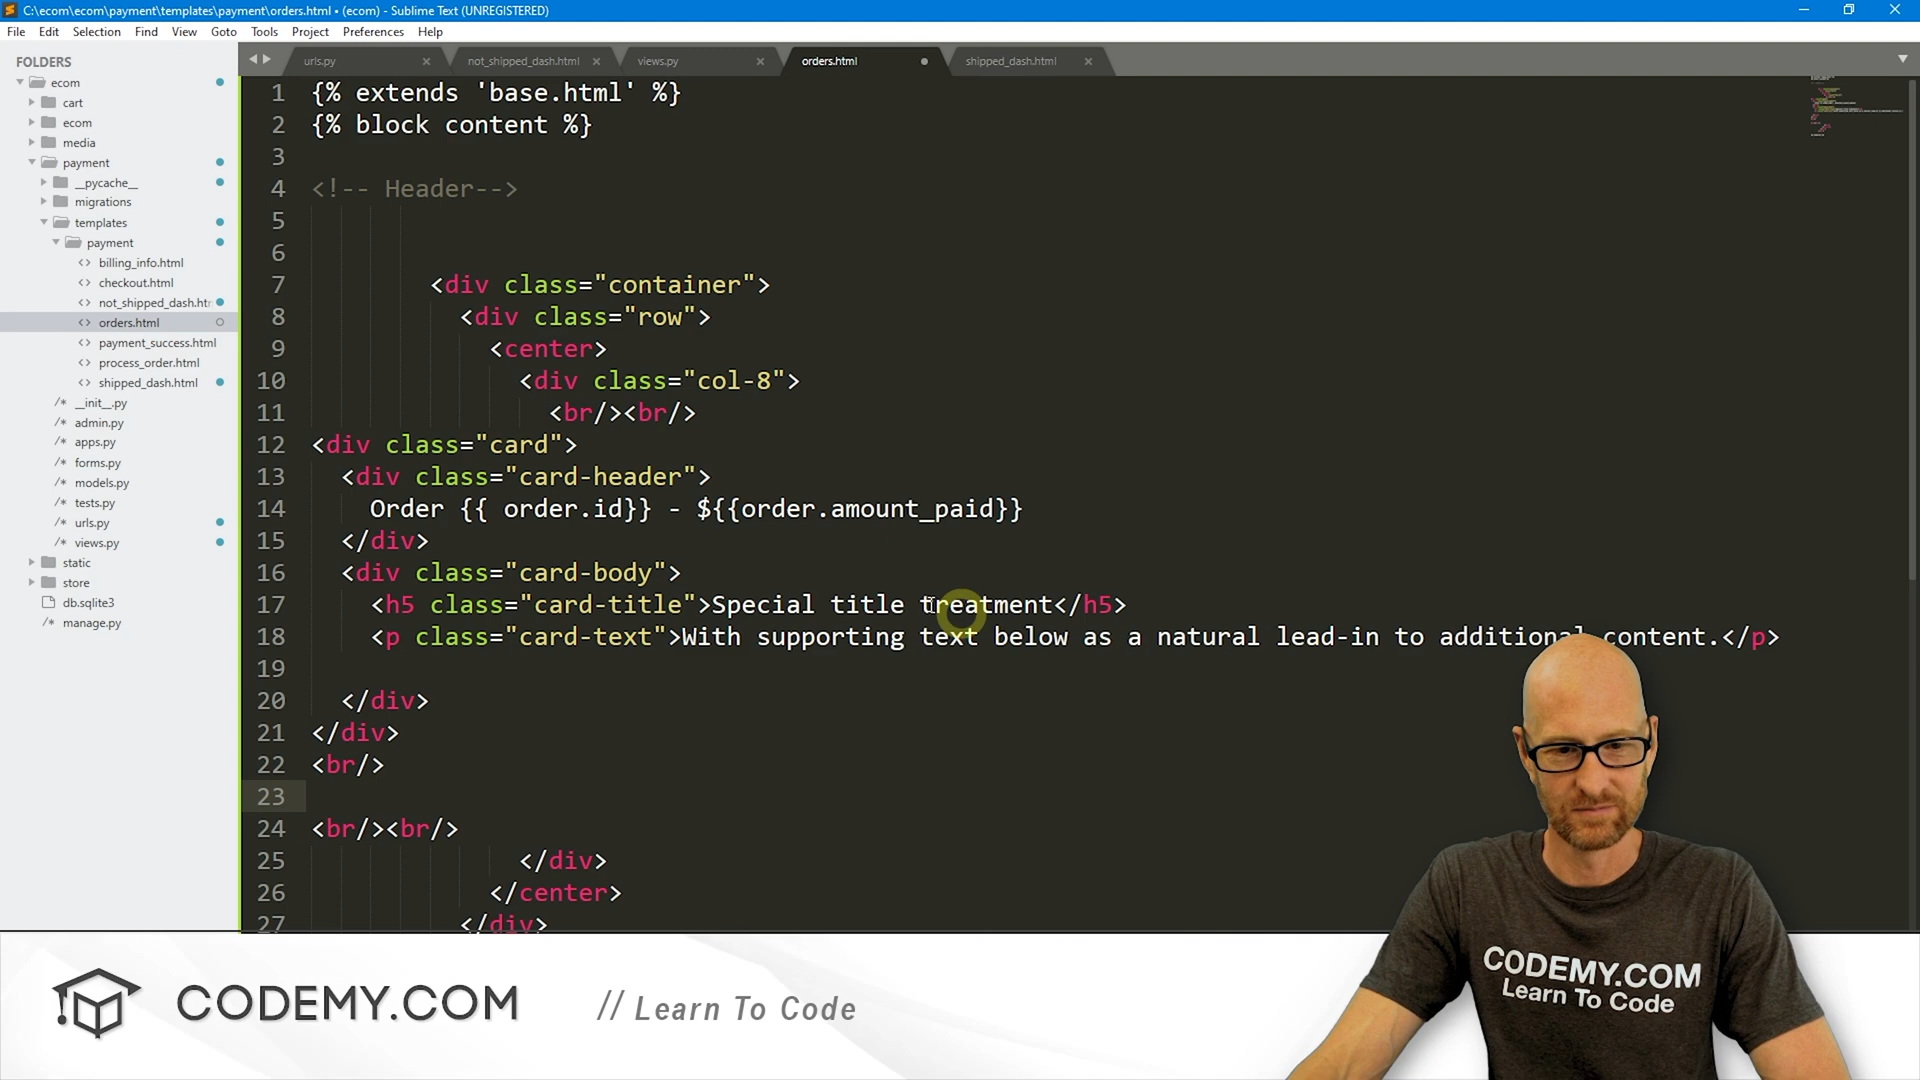 C:\ecom\ecom\payment\templates\payment\orders.html • (ecom) - Sublime Text (UNREGISTERED)
File Edit Selection Find View Goto Tools Project Preferences Help
FOLDERS
ecom
cart
ecom
media
payment
__pycache__
migrations
templates
payment
billing_info.html
checkout.html
not_shipped_dash.htm
orders.html
payment_success.html
process_order.html
shipped_dash.html
__init__.py
admin.py
apps.py
forms.py
models.py
tests.py
urls.py
views.py
static
store
db.sqlite3
manage.py
urls.py not_shipped_dash.html views.py orders.html shipped_dash.html
1 {% extends 'base.html' %}
2 {% block content %}
3
4 <!-- Header-->
5
6
7 <div class="container">
8 <div class="row">
9 <center>
10 <div class="col-8">
11 <br/><br/>
12 <div class="card">
13 <div class="card-header">
14 Order {{ order.id}} - ${{order.amount_paid}}
15 </div>
16 <div class="card-body">
17 <h5 class="card-title">Special title treatment</h5>
18 <p class="card-text">With supporting text below as a natural lead-in to additional content.</p>
19
20 </div>
21 </div>
22 <br/>
23
24 <br/><br/>
25 </div>
26 </center>
27 </div>
CODEMY.COM // Learn To Code
CODEMY.COM
Learn To Code